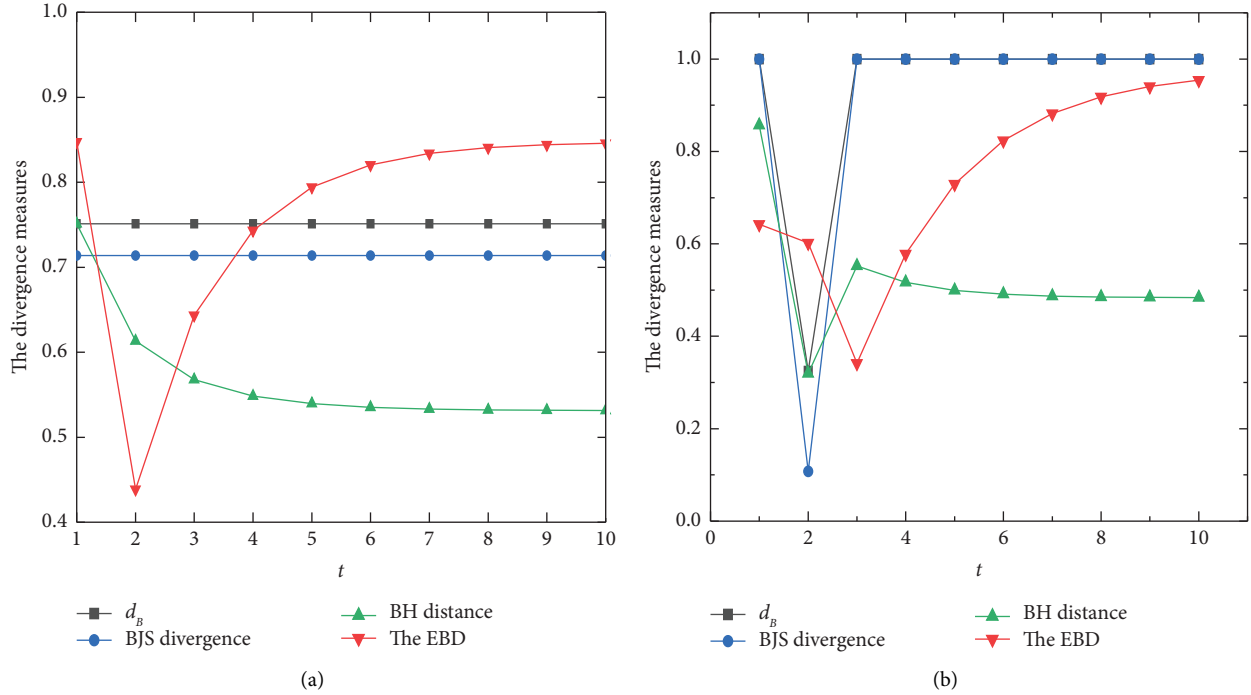 The divergence measures
1.0
0.9
0.8
0.7
0.6
0.5
0.4
1 2 3 4 5 6 7 8 9 10
t
d_B
BJS divergence
BH distance
The EBD
(a)
The divergence measures
1.0
0.8
0.6
0.4
0.2
0.0
0 2 4 6 8 10
t
d_B
BJS divergence
BH distance
The EBD
(b)